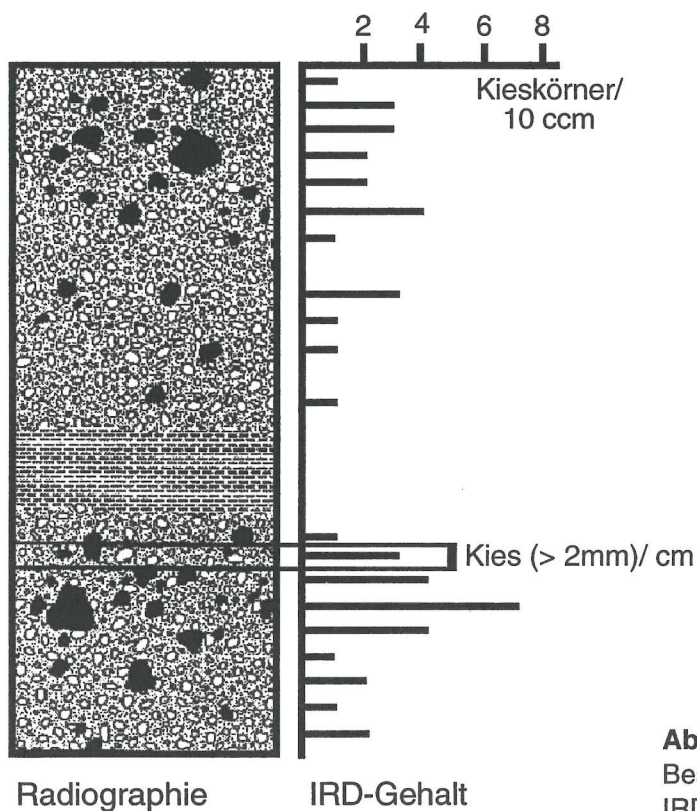 2 4 6 8
Kieskörner/
10 ccm
Kies (> 2mm)/ cm
Radiographie
IRD-Gehalt
Ab
Be
IRD